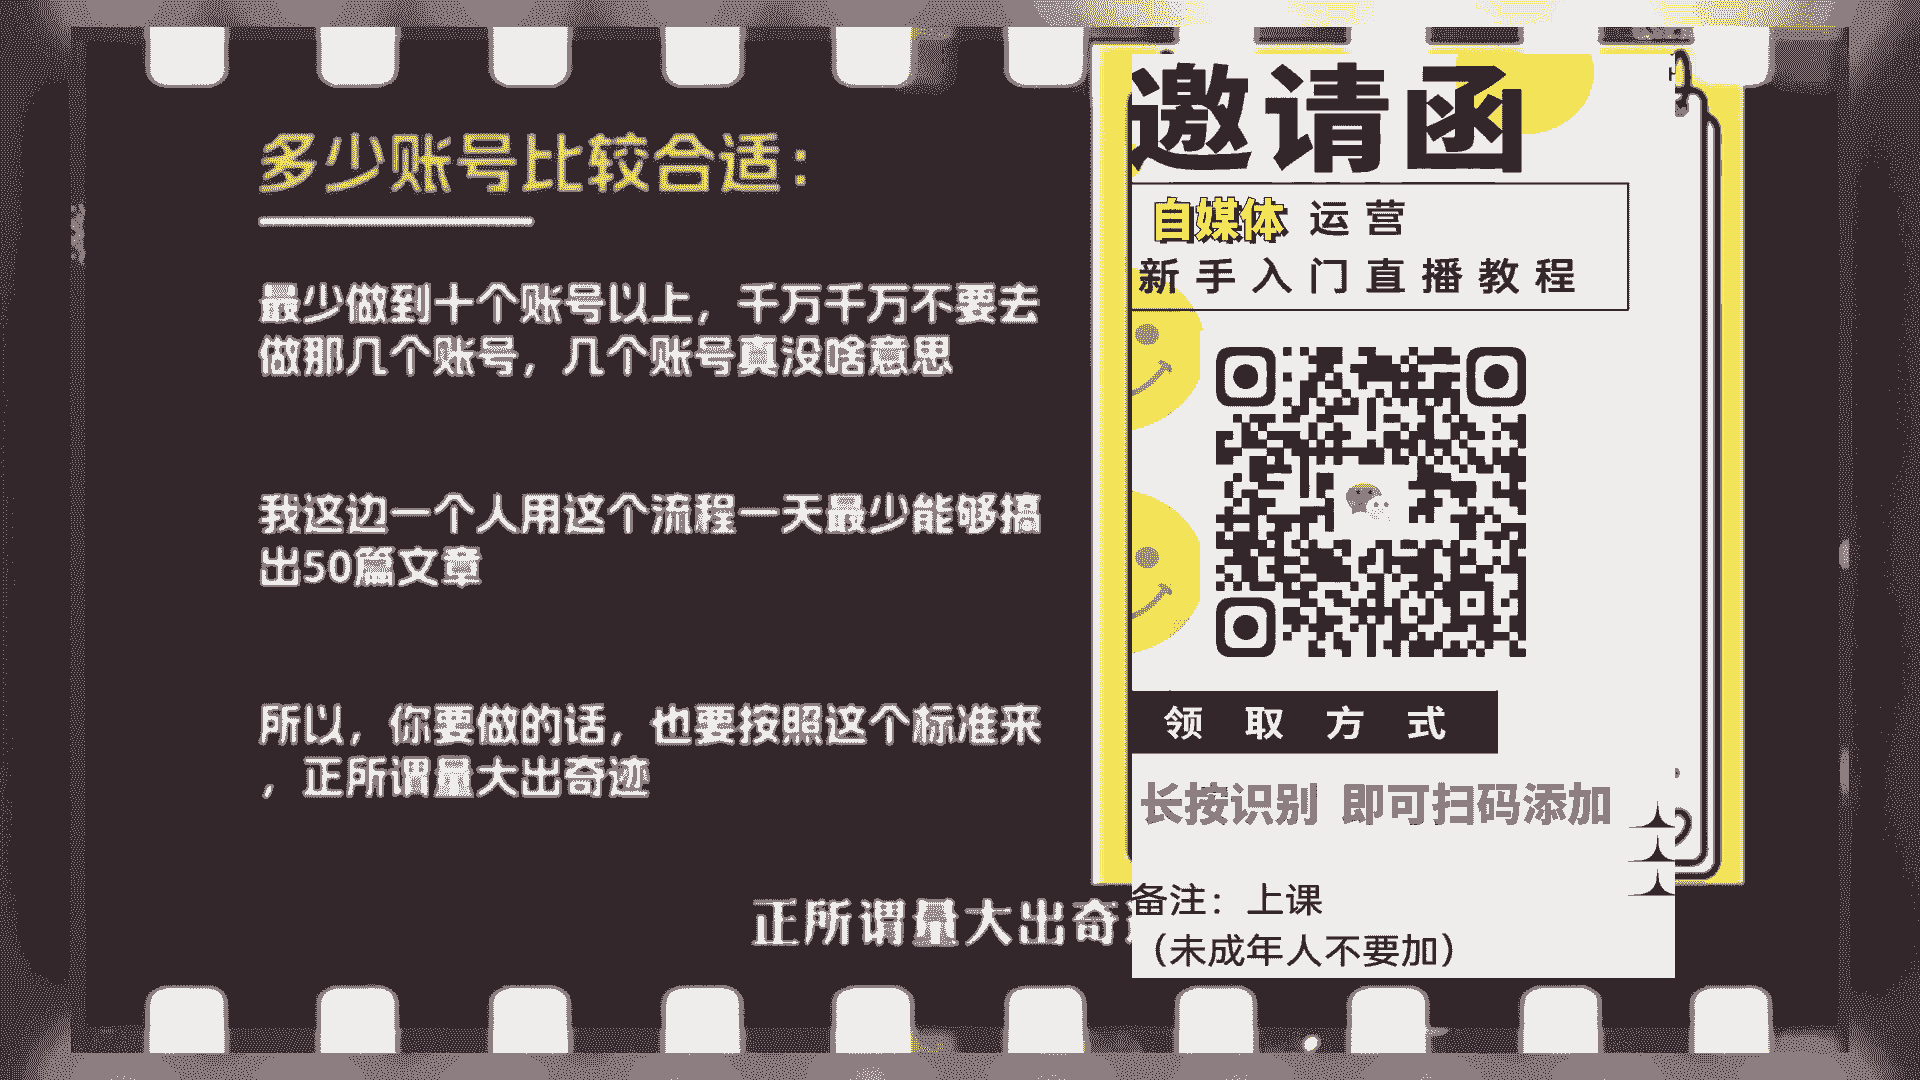 多少账号比较合适：
最少做到十个账号以上，千万千万不要去
做那几个账号，几个账号真没啥意思
我这边一个人用这个流程一天最少能够搞
出50篇文章
所以，你要做的话，也要按照这个标准来
，正所谓量大出奇迹
正所谓量大出奇
邀请函
自媒体 运营
新手入门直播教程
领取方式
长按识别 即可扫码添加
备注：上课
（未成年人不要加）